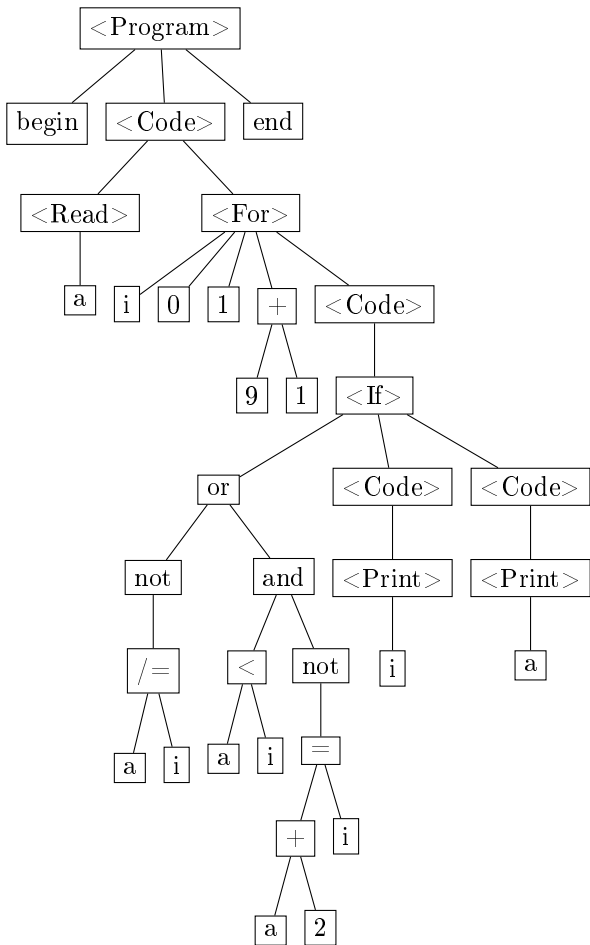 <Program>
begin <Code> end
<Read> <For>
a i 0 1 + <Code>
9 1 <If>
or <Code> <Code>
not and <Print> <Print>
/= < not i a
a i a i =
+ i
a 2